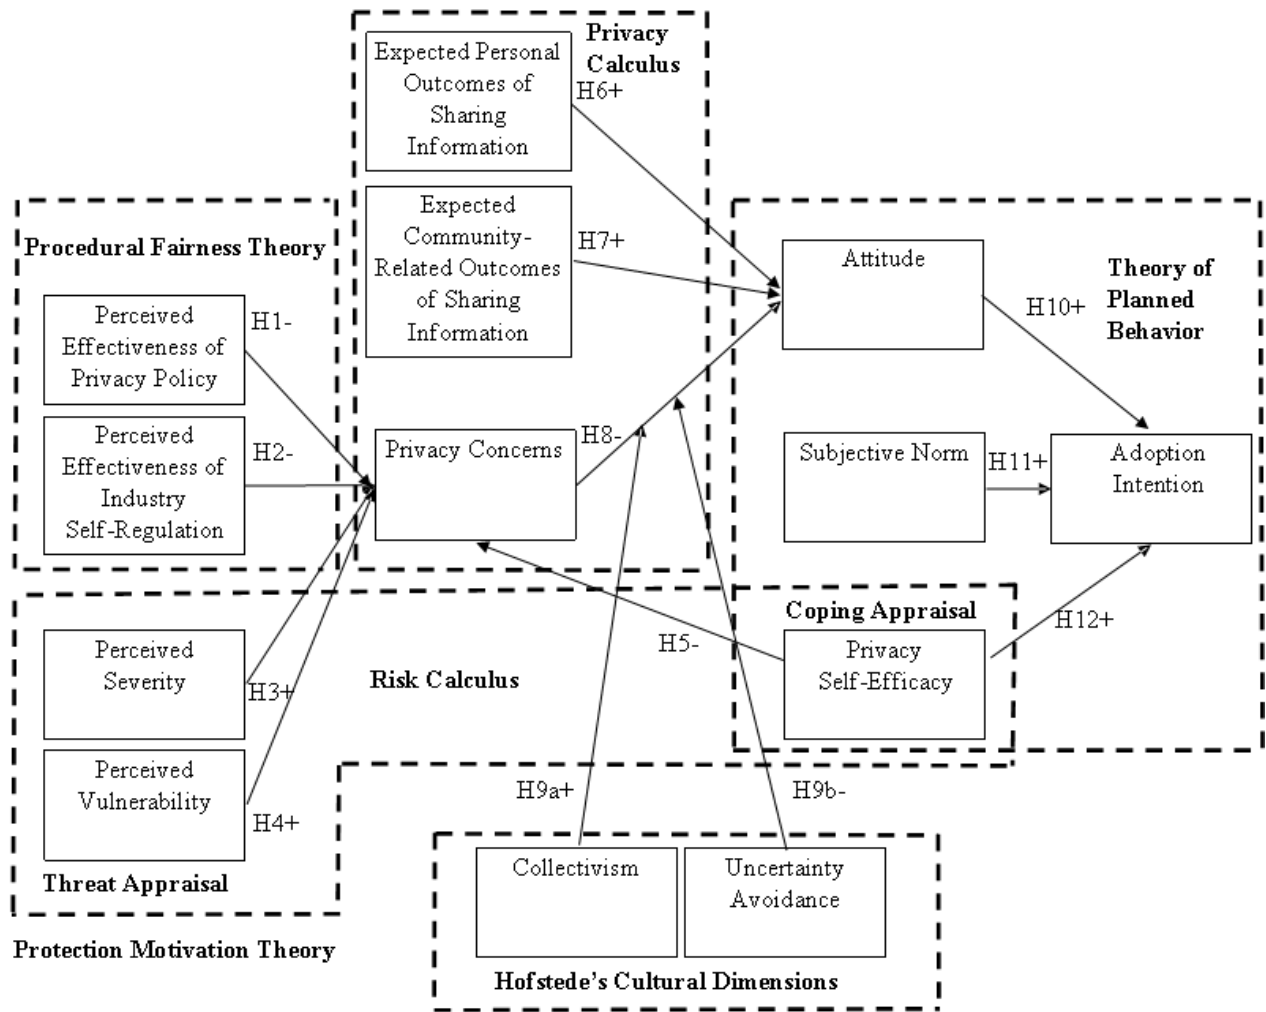 Privacy
Calculus
Expected Personal
Outcomes of
Sharing
Information
H6+
Expected
Community-
Related Outcomes
of Sharing
Information
H7+
Procedural Fairness Theory
Perceived
Effectiveness of
Privacy Policy
H1-
Perceived
Effectiveness of
Industry
Self-Regulation
H2-
Privacy Concerns
H8-
Attitude
Theory of
Planned
Behavior
H10+
Subjective Norm
H11+
Adoption
Intention
Coping Appraisal
Privacy
Self-Efficacy
H12+
H5-
Risk Calculus
Perceived
Severity
H3+
Perceived
Vulnerability
H4+
Threat Appraisal
Protection Motivation Theory
H9a+
H9b-
Collectivism
Uncertainty
Avoidance
Hofstede's Cultural Dimensions